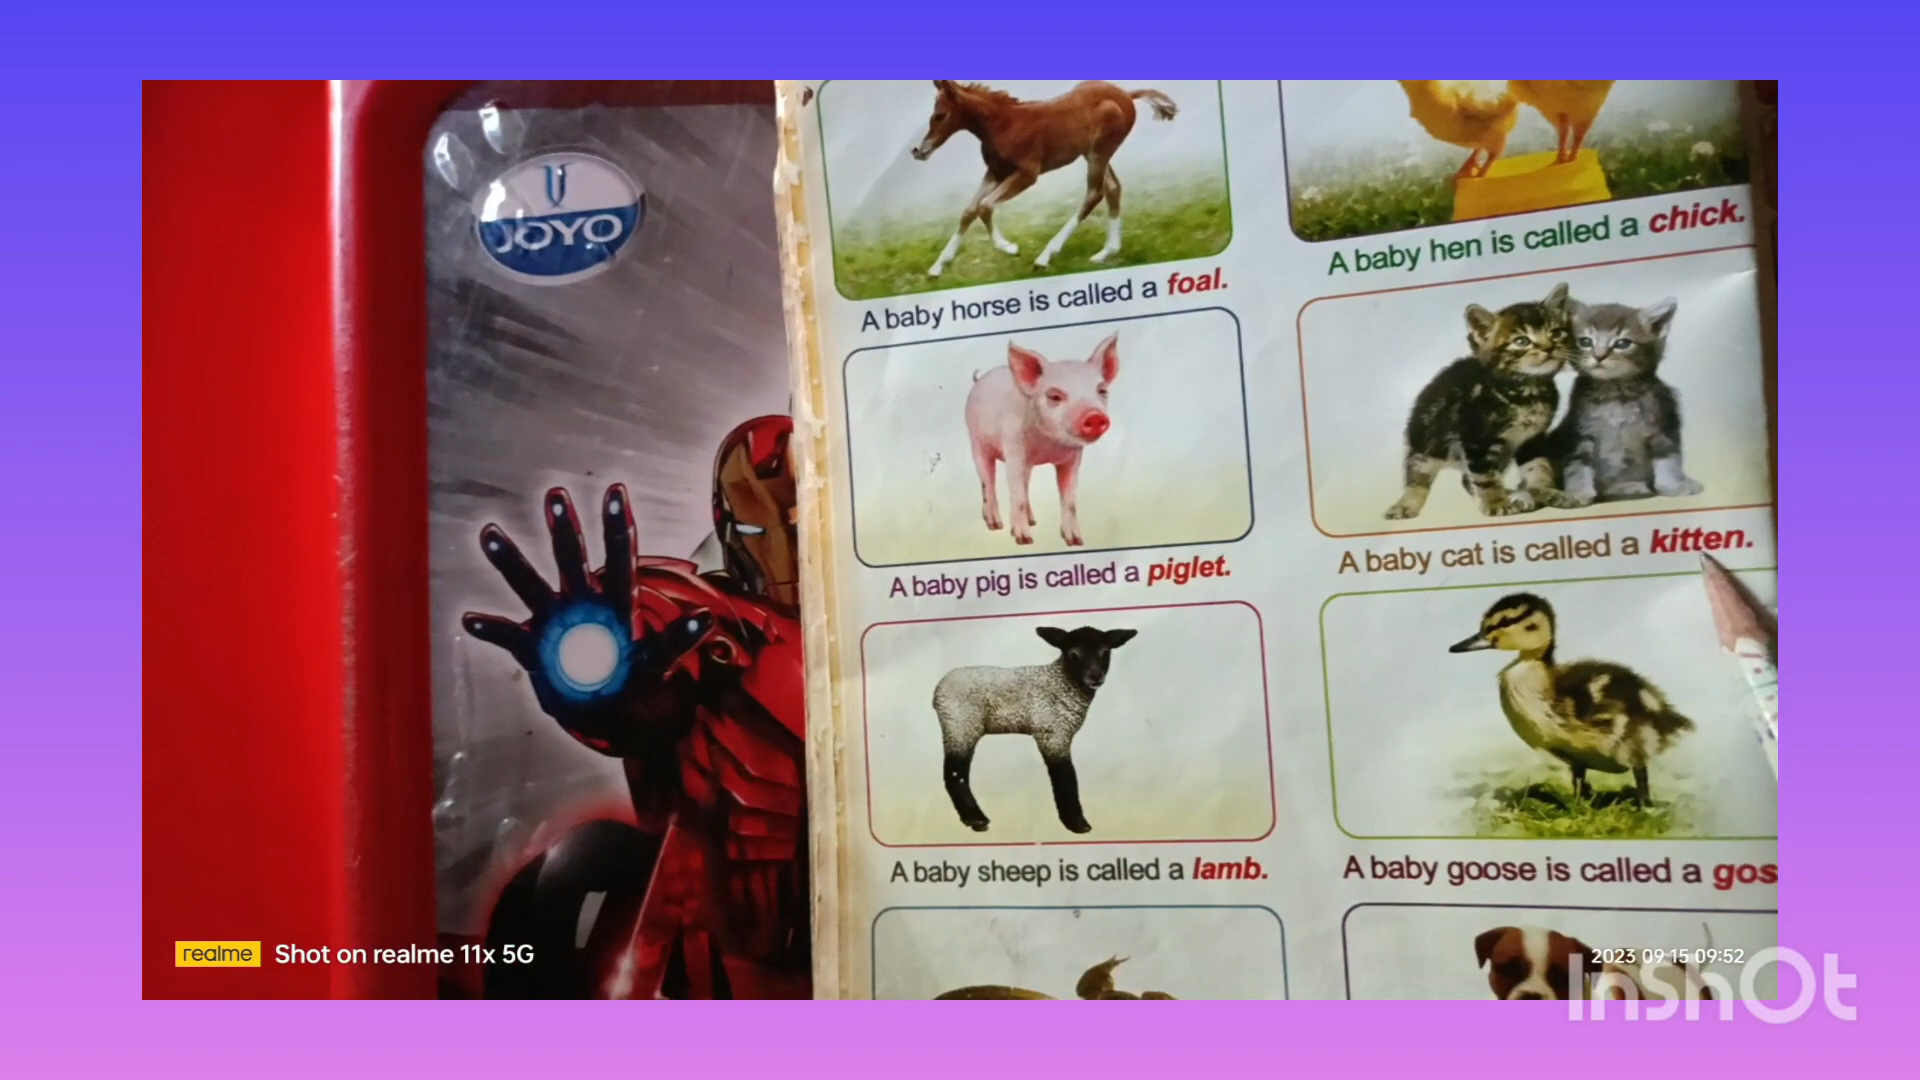 JOYO
A baby horse is called a foal.
A baby hen is called a chick.
A baby pig is called a piglet.
A baby cat is called a kitten.
A baby sheep is called a lamb.
A baby goose is called a gos
realme Shot on realme 11x 5G
2023 09 15 09:52
InShOt